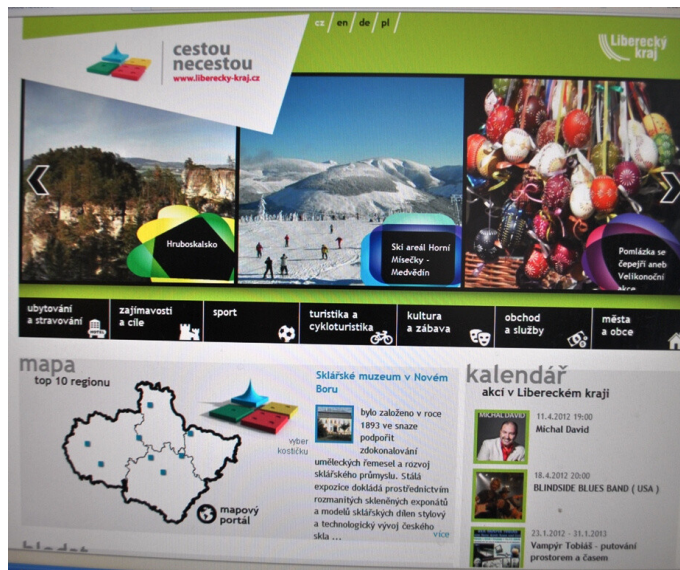 cz / en / de / pl /
cestou
necestou
www.liberecky-kraj.cz
Liberecký
kraj
Hruboskalsko
Ski areál Horní
Mísečky -
Medvědín
Pomlázka se
čepejří aneb
Velikonoční
akce
ubytování
a stravování
HOTEL
zajímavosti
a cíle
sport
turistika a
cykloturistika
kultura
a zábava
obchod
a služby
města
a obce
mapa
top 10 regionu
vyber
kostičku
mapový
portál
Sklářské muzeum v Novém
Boru
bylo založeno v roce
1893 ve snaze
podpořit
zdokonalování
uměleckých řemesel a rozvoj
sklářského průmyslu. Stálá
expozice dokládá prostřednictvím
rozmanitých skleněných exponátů
a modelů sklářských dílen stylový
a technologický vývoj českého
skla ...
více
kalendář
akcí v Libereckém kraji
MICHAL DAVID
11.4.2012 19:00
Michal David
18.4.2012 20:00
BLINDSIDE BLUES BAND ( USA )
23.1.2012 - 31.1.2013
Vampýr Tobiáš - putování
prostorem a časem